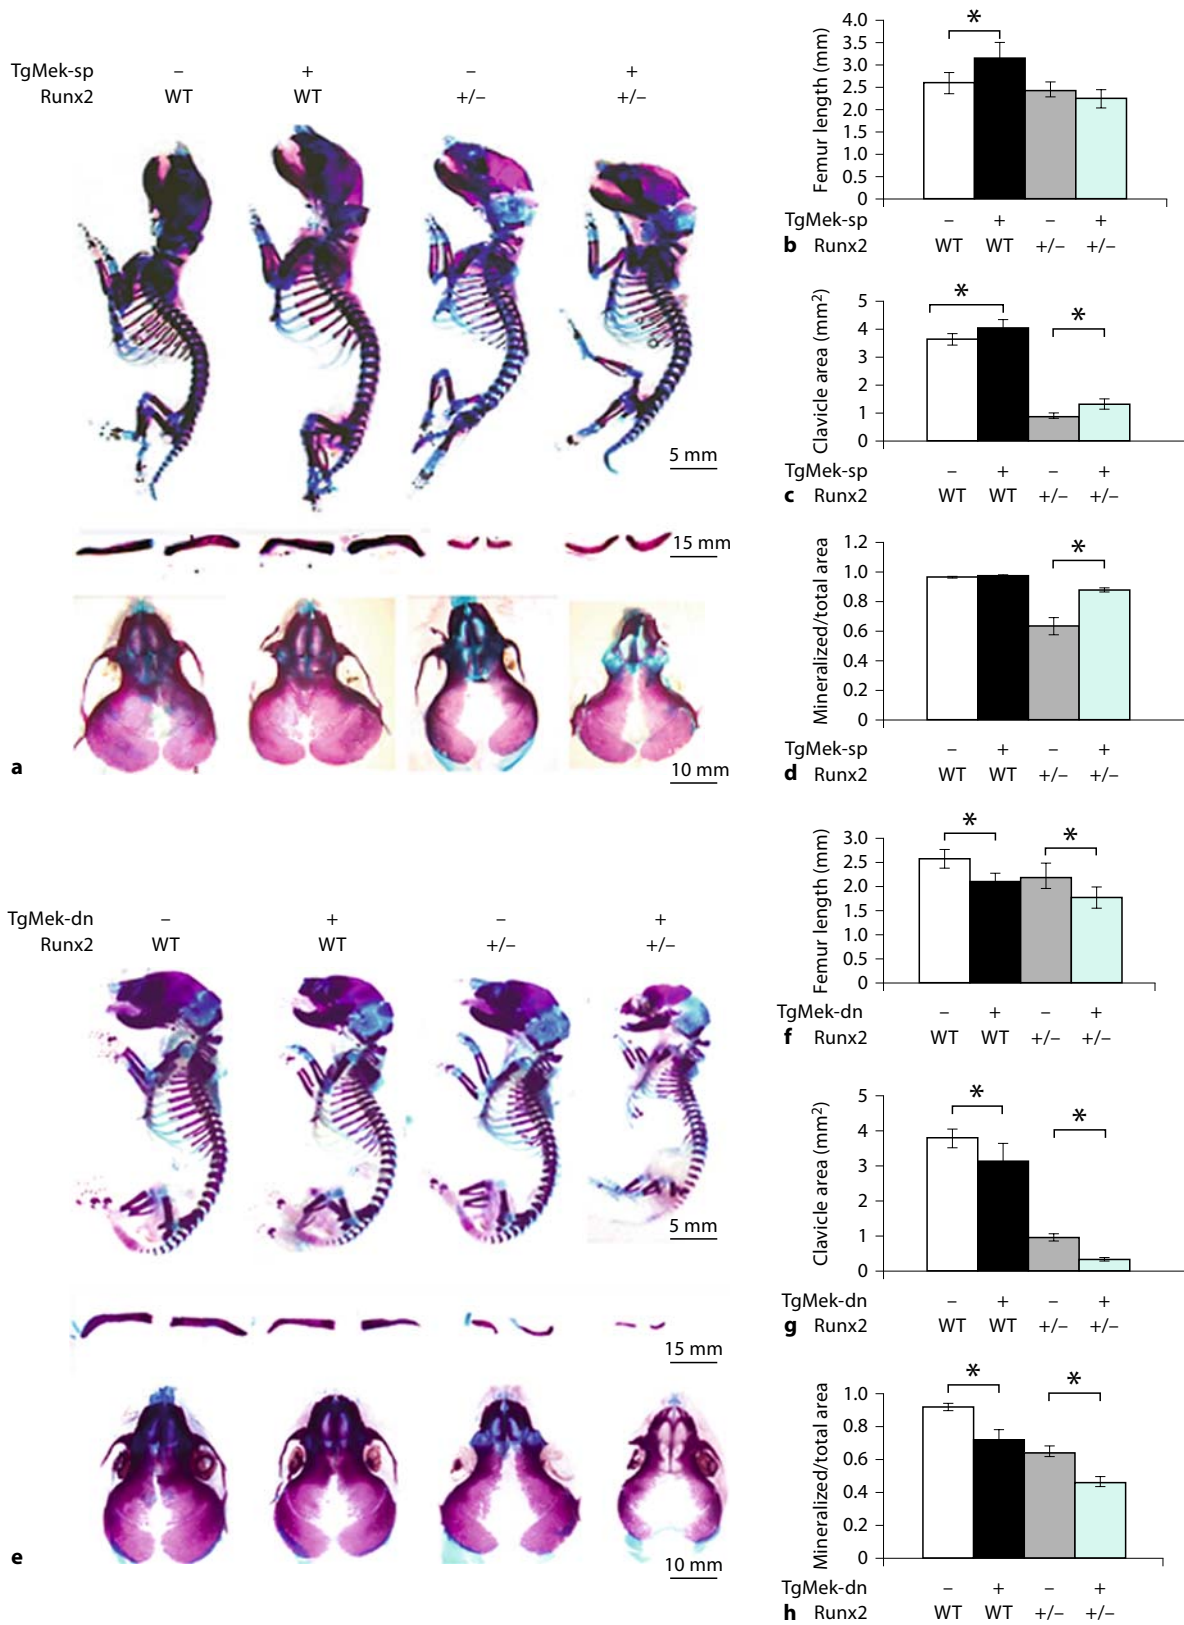 TgMek-sp – + – +
Runx2 WT WT +/– +/–
5 mm
15 mm
10 mm
a
Femur length (mm)
4.0
3.5
3.0
2.5
2.0
1.5
1.0
0.5
0
*
TgMek-sp – + – +
b Runx2 WT WT +/– +/–
Clavicle area (mm²)
5
4
3
2
1
0
* *
TgMek-sp – + – +
c Runx2 WT WT +/– +/–
Mineralized/total area
1.2
1.0
0.8
0.6
0.4
0.2
0
*
TgMek-sp – + – +
d Runx2 WT WT +/– +/–
TgMek-dn – + – +
Runx2 WT WT +/– +/–
5 mm
15 mm
10 mm
e
Femur length (mm)
3.0
2.5
2.0
1.5
1.0
0.5
0
* *
TgMek-dn – + – +
f Runx2 WT WT +/– +/–
Clavicle area (mm²)
5
4
3
2
1
0
* *
TgMek-dn – + – +
g Runx2 WT WT +/– +/–
Mineralized/total area
1.0
0.8
0.6
0.4
0.2
0
* *
TgMek-dn – + – +
h Runx2 WT WT +/– +/–